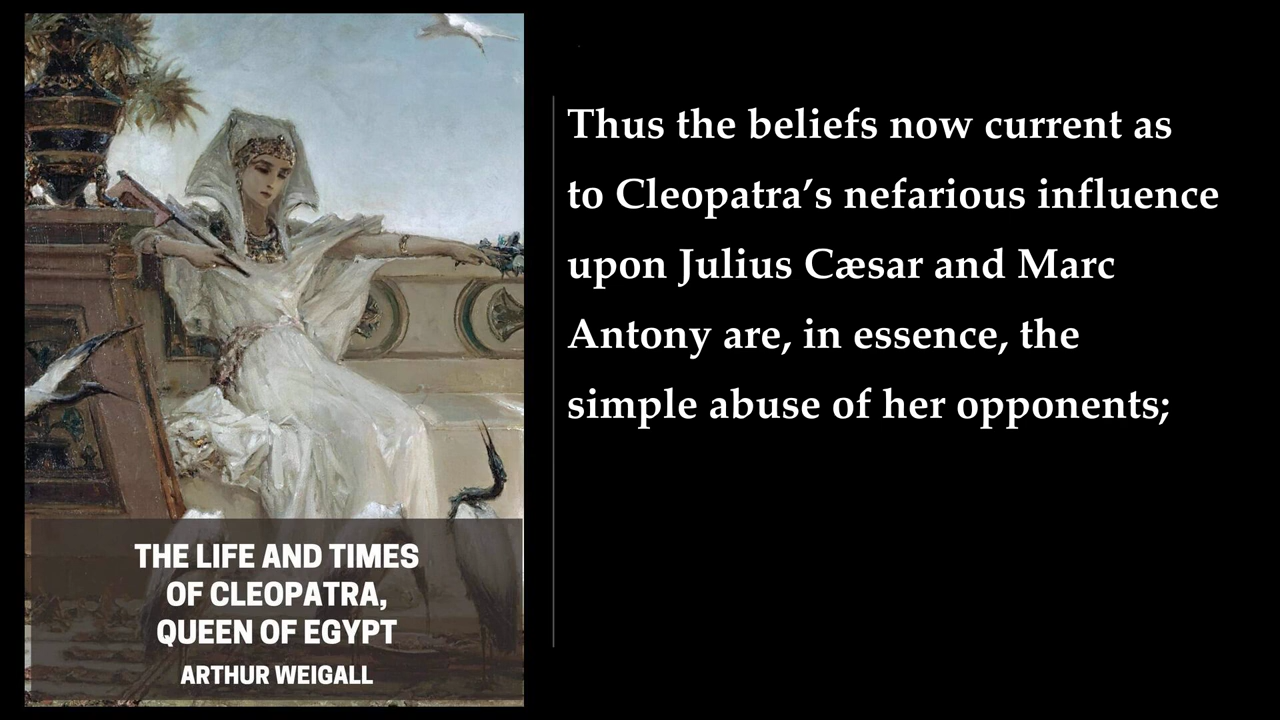 THE LIFE AND TIMES
OF CLEOPATRA,
QUEEN OF EGYPT
ARTHUR WEIGALL
Thus the beliefs now current as
to Cleopatra’s nefarious influence
upon Julius Cæsar and Marc
Antony are, in essence, the
simple abuse of her opponents;